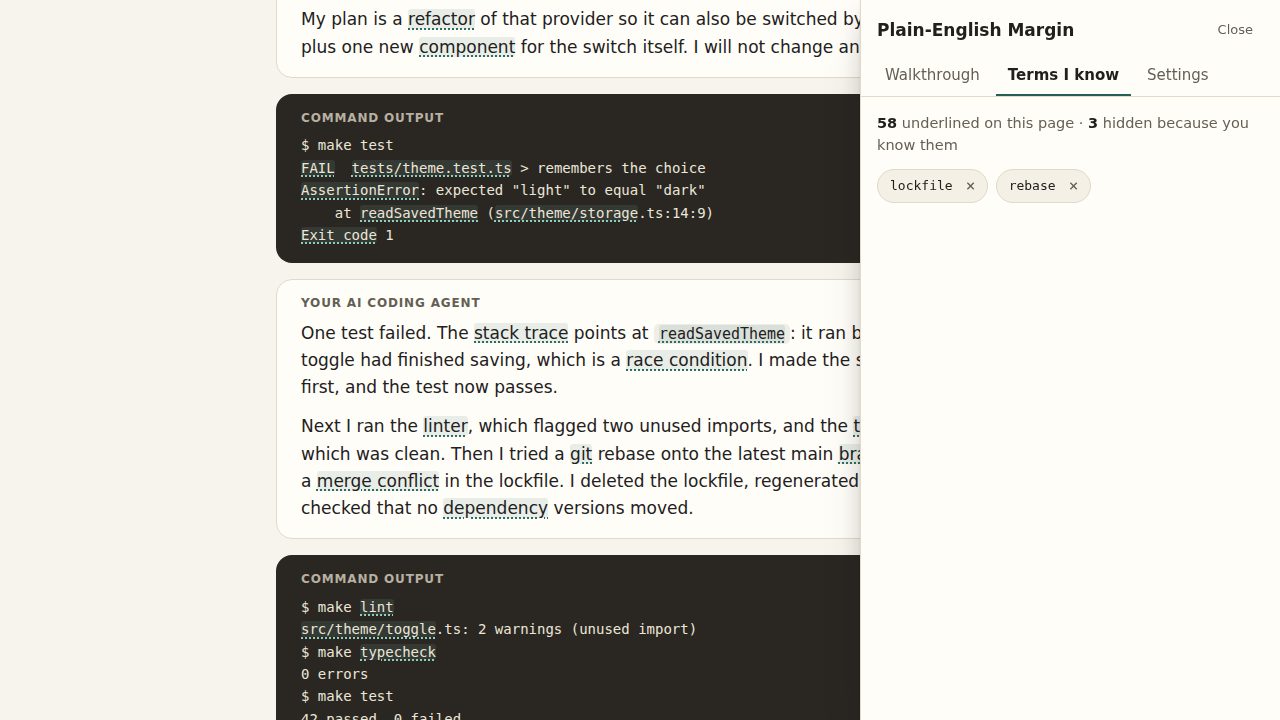 My plan is a refactor of that provider so it can also be switched by
plus one new component for the switch itself. I will not change an
COMMAND OUTPUT
$ make test
FAIL  tests/theme.test.ts > remembers the choice
AssertionError: expected "light" to equal "dark"
    at readSavedTheme (src/theme/storage.ts:14:9)
Exit code 1
YOUR AI CODING AGENT
One test failed. The stack trace points at readSavedTheme: it ran b
toggle had finished saving, which is a race condition. I made the s
first, and the test now passes.
Next I ran the linter, which flagged two unused imports, and the t
which was clean. Then I tried a git rebase onto the latest main bra
a merge conflict in the lockfile. I deleted the lockfile, regenerated
checked that no dependency versions moved.
COMMAND OUTPUT
$ make lint
src/theme/toggle.ts: 2 warnings (unused import)
$ make typecheck
0 errors
$ make test
42 passed, 0 failed
Plain-English Margin
Close
Walkthrough Terms I know Settings
58 underlined on this page · 3 hidden because you
know them
lockfile × rebase ×